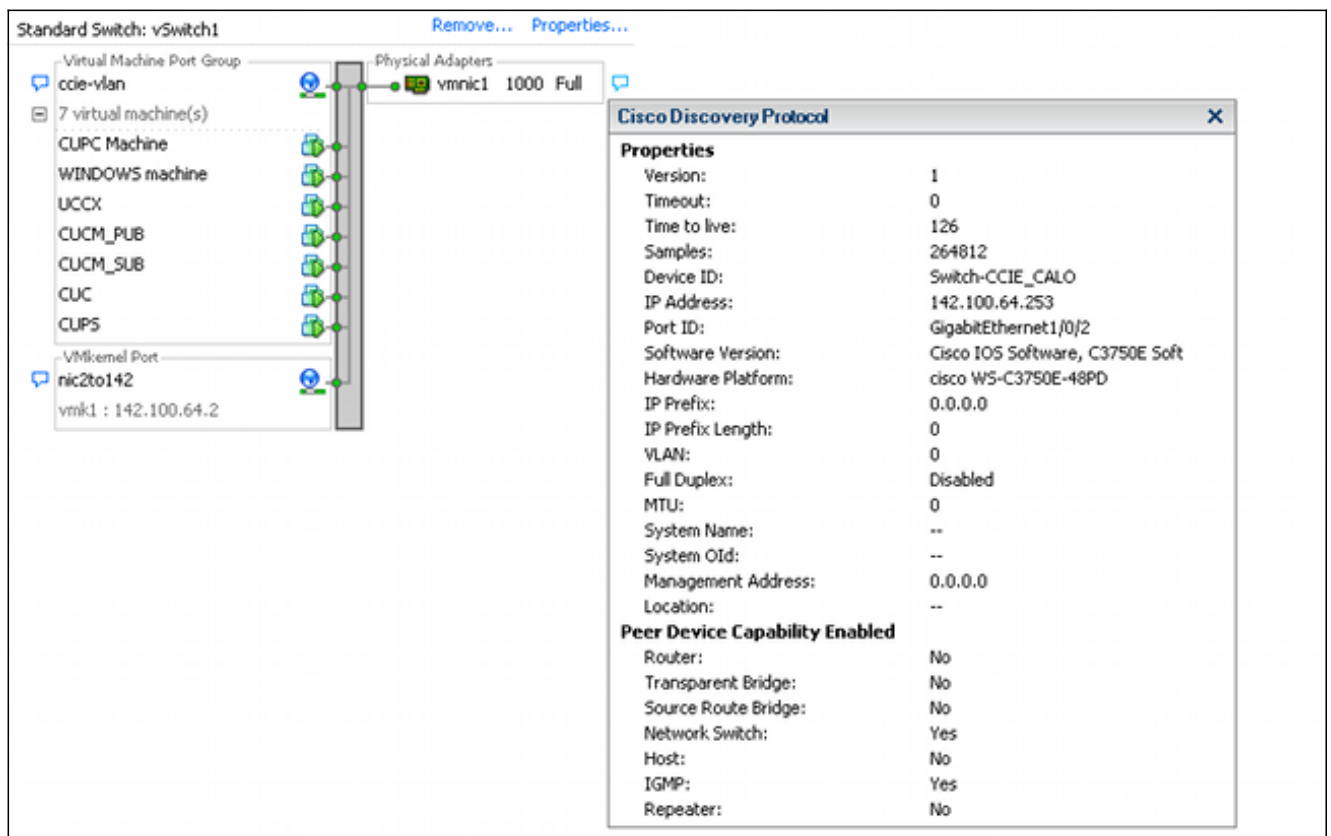 Standard Switch: vSwitch1 Remove... Properties...
Virtual Machine Port Group
ccie-vlan
7 virtual machine(s)
CUPC Machine
WINDOWS machine
UCCX
CUCM_PUB
CUCM_SUB
CUC
CUPS
VMkernel Port
nic2to142
vmk1 : 142.100.64.2
Physical Adapters
vmnic1 1000 Full
Cisco Discovery Protocol
Properties
Version: 1
Timeout: 0
Time to live: 126
Samples: 264812
Device ID: Switch-CCIE_CALO
IP Address: 142.100.64.253
Port ID: GigabitEthernet1/0/2
Software Version: Cisco IOS Software, C3750E Soft
Hardware Platform: cisco WS-C3750E-48PD
IP Prefix: 0.0.0.0
IP Prefix Length: 0
VLAN: 0
Full Duplex: Disabled
MTU: 0
System Name: --
System OId: --
Management Address: 0.0.0.0
Location: --
Peer Device Capability Enabled
Router: No
Transparent Bridge: No
Source Route Bridge: No
Network Switch: Yes
Host: No
IGMP: Yes
Repeater: No